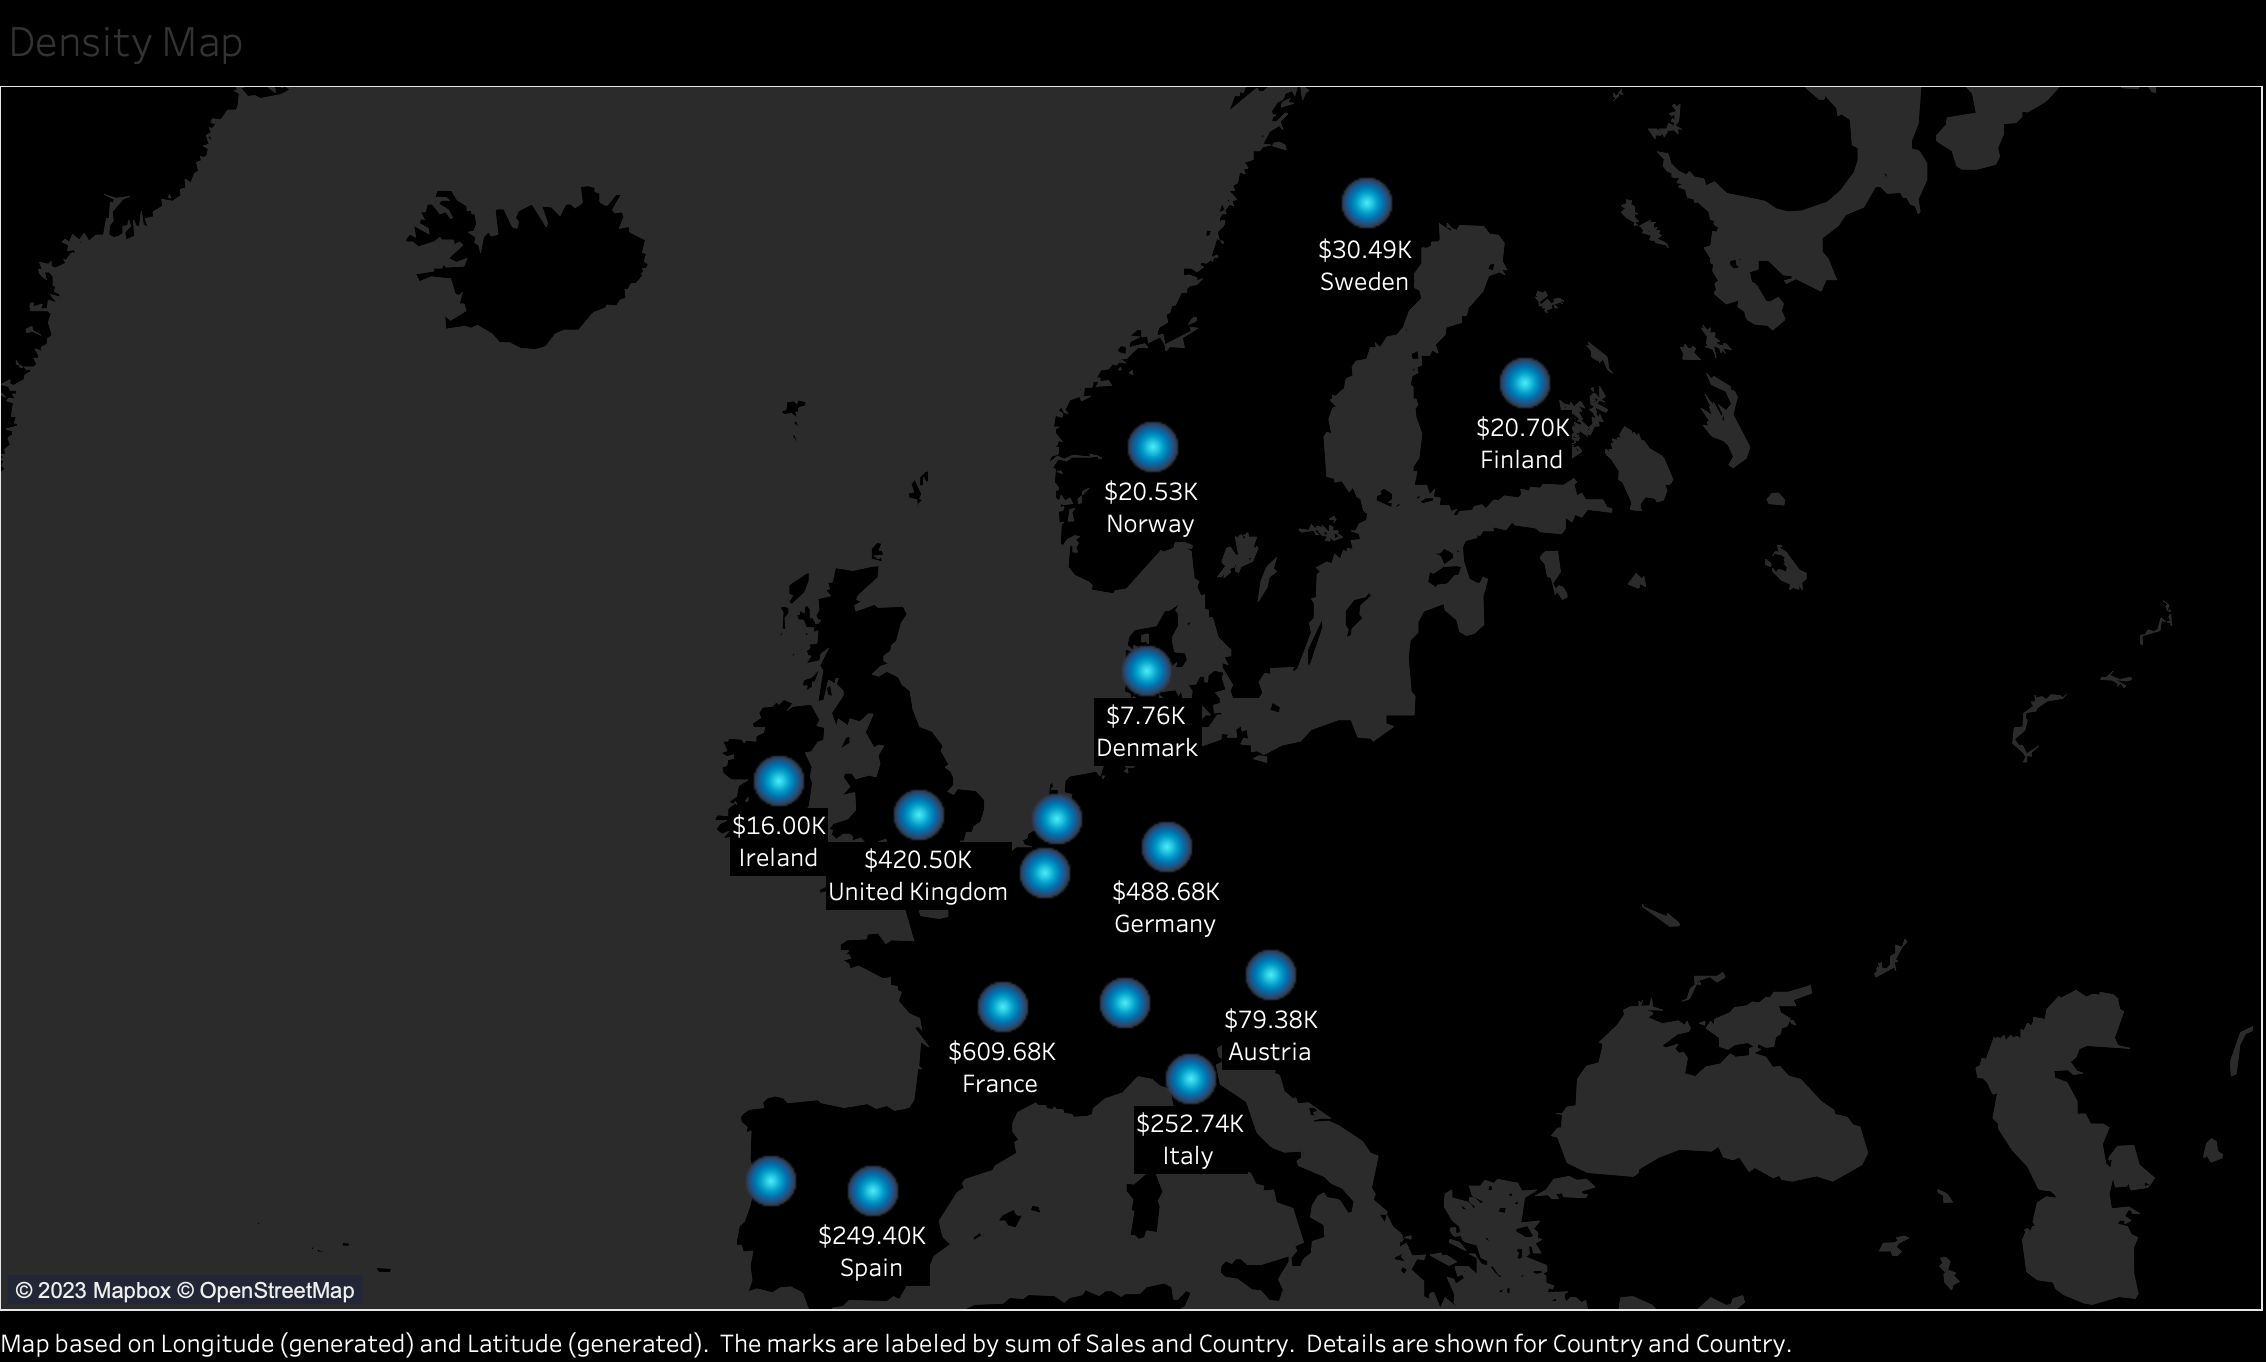 Density Map
$30.49K
Sweden
$20.70K
Finland
$20.53K
Norway
$7.76K
Denmark
$16.00K
Ireland
$420.50K
United Kingdom
$488.68K
Germany
$79.38K
Austria
$609.68K
France
$252.74K
Italy
$249.40K
Spain
© 2023 Mapbox © OpenStreetMap
Map based on Longitude (generated) and Latitude (generated).  The marks are labeled by sum of Sales and Country.  Details are shown for Country and Country.